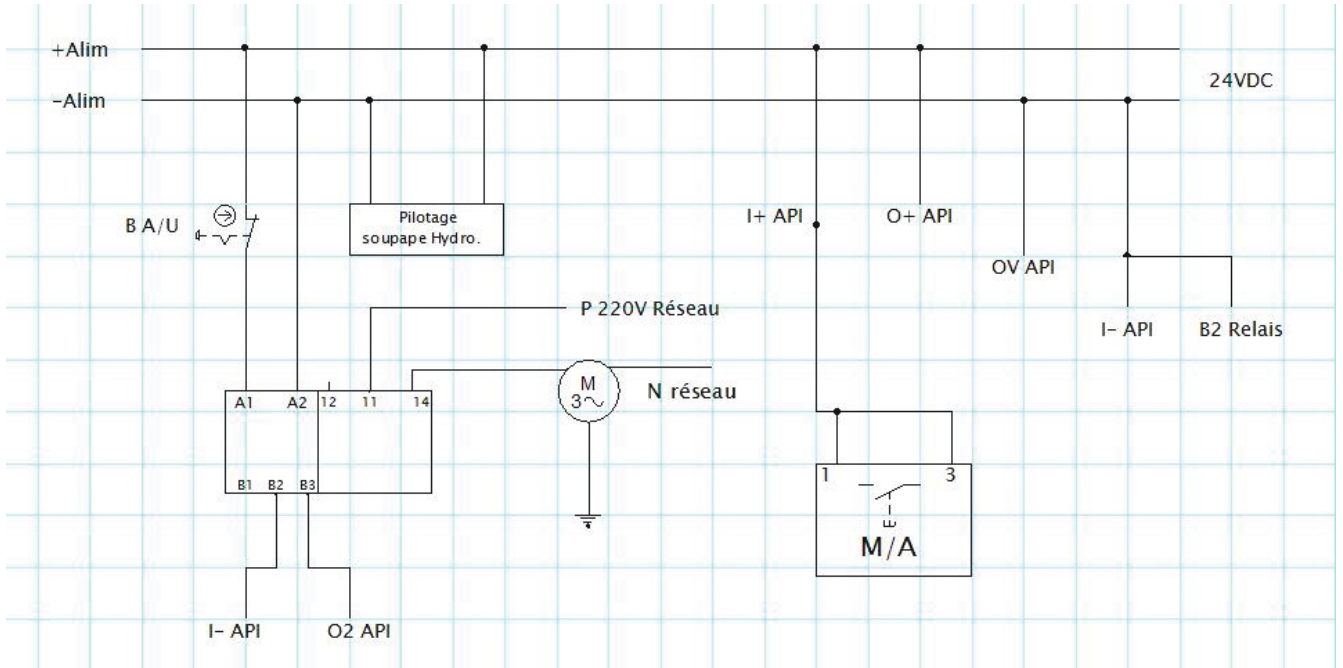 +Alim
24VDC
-Alim
B A/U
Pilotage
soupape Hydro.
I+ API
O+ API
OV API
P 220V Réseau
I- API
B2 Relais
M
3~
N réseau
A1
A2
12
11
14
B1
B2
B3
1
3
M/A
I- API
O2 API